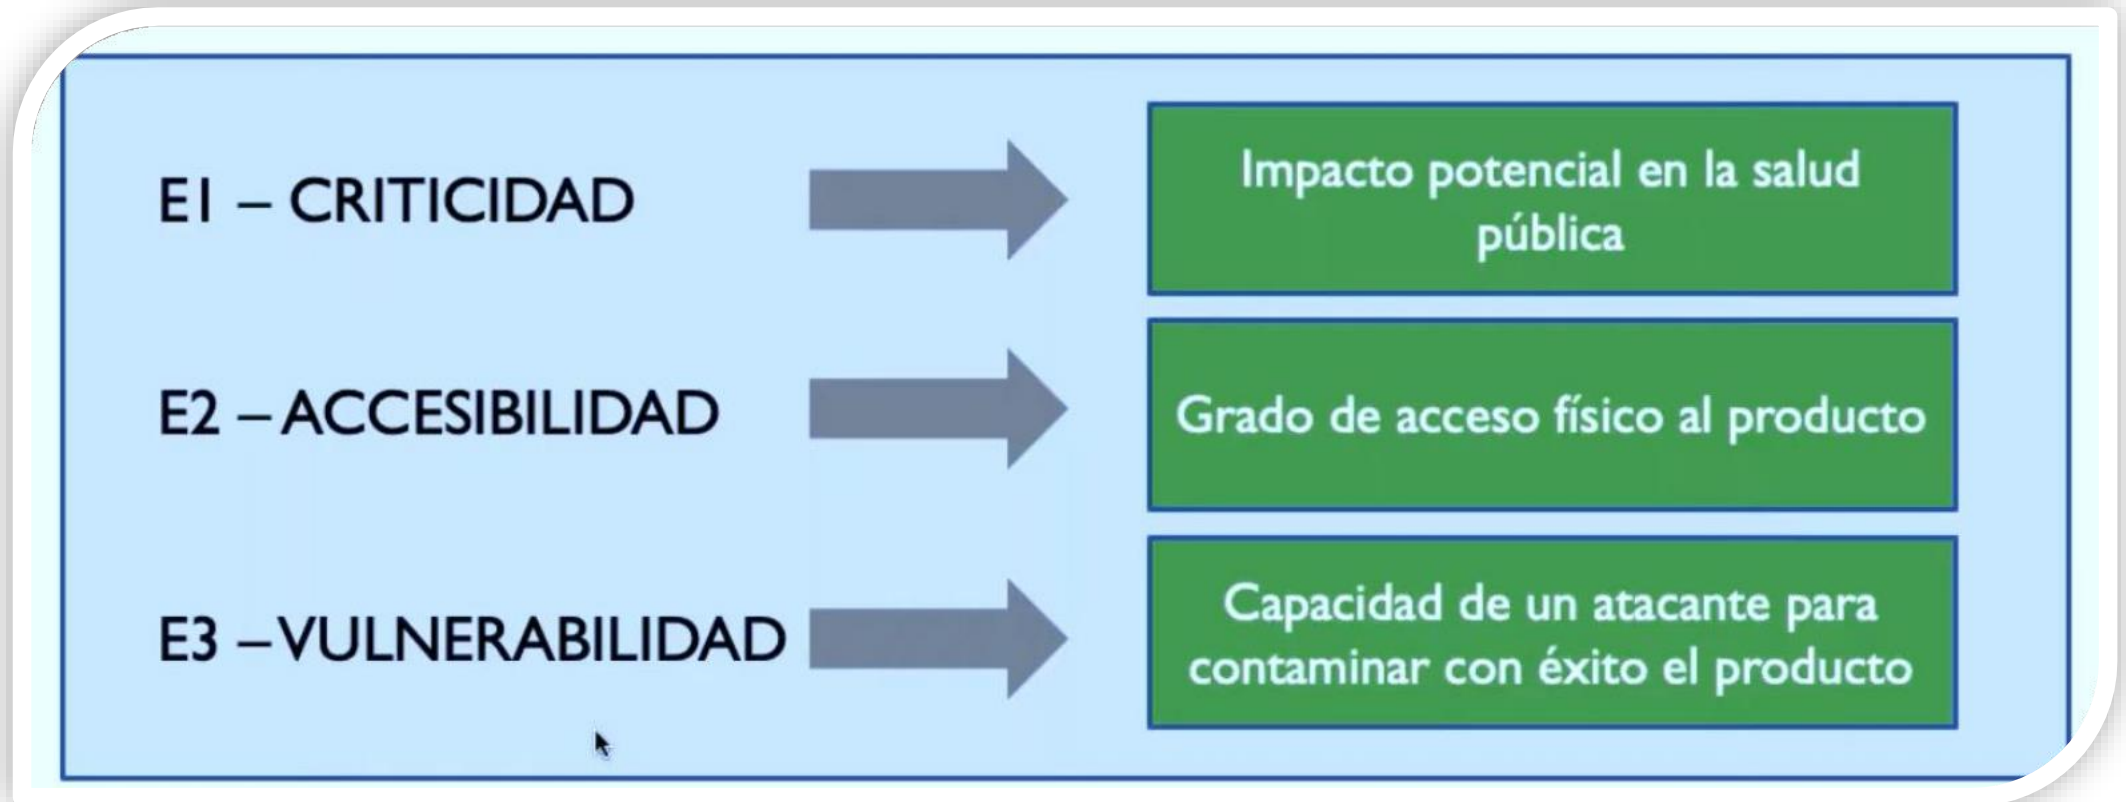 E1 – CRITICIDAD
Impacto potencial en la salud
pública
E2 – ACCESIBILIDAD
Grado de acceso físico al producto
E3 – VULNERABILIDAD
Capacidad de un atacante para
contaminar con éxito el producto